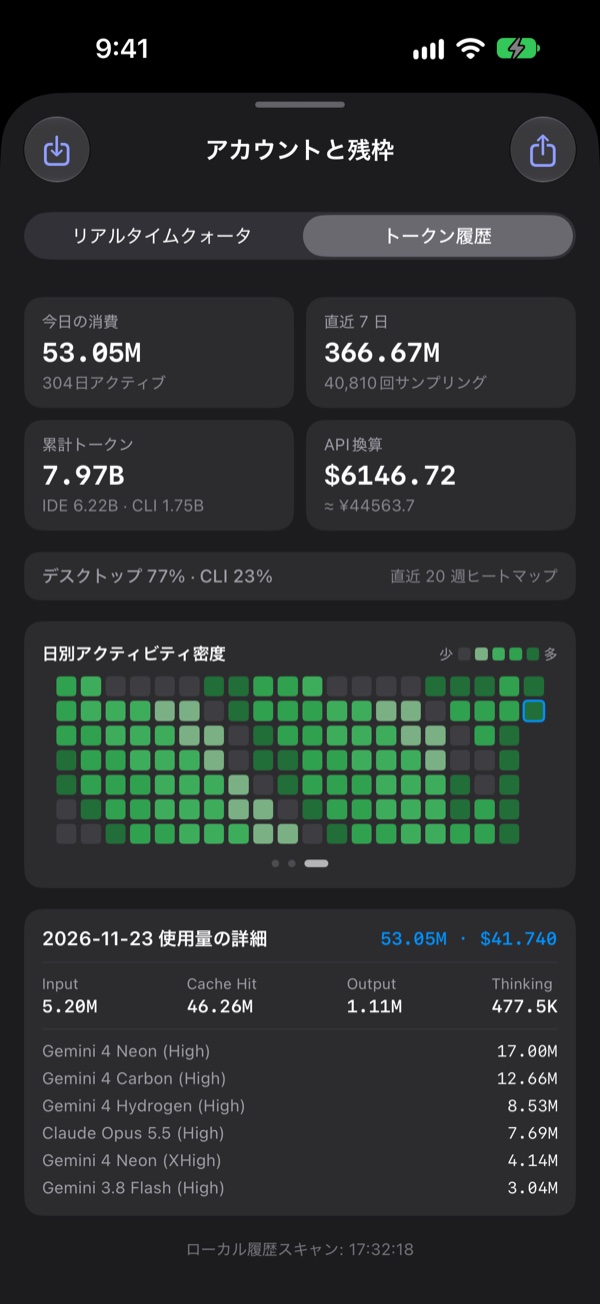 9:41
アカウントと残枠
リアルタイムクォータ トークン履歴
今日の消費
53.05M
304日アクティブ
直近 7 日
366.67M
40,810回サンプリング
累計トークン
7.97B
IDE 6.22B · CLI 1.75B
API換算
$6146.72
≈ ¥44563.7
デスクトップ 77% · CLI 23% 直近 20 週ヒートマップ
日別アクティビティ密度 少 多
2026-11-23 使用量の詳細 53.05M · $41.740
Input Cache Hit Output Thinking
5.20M 46.26M 1.11M 477.5K
Gemini 4 Neon (High) 17.00M
Gemini 4 Carbon (High) 12.66M
Gemini 4 Hydrogen (High) 8.53M
Claude Opus 5.5 (High) 7.69M
Gemini 4 Neon (XHigh) 4.14M
Gemini 3.8 Flash (High) 3.04M
ローカル履歴スキャン: 17:32:18